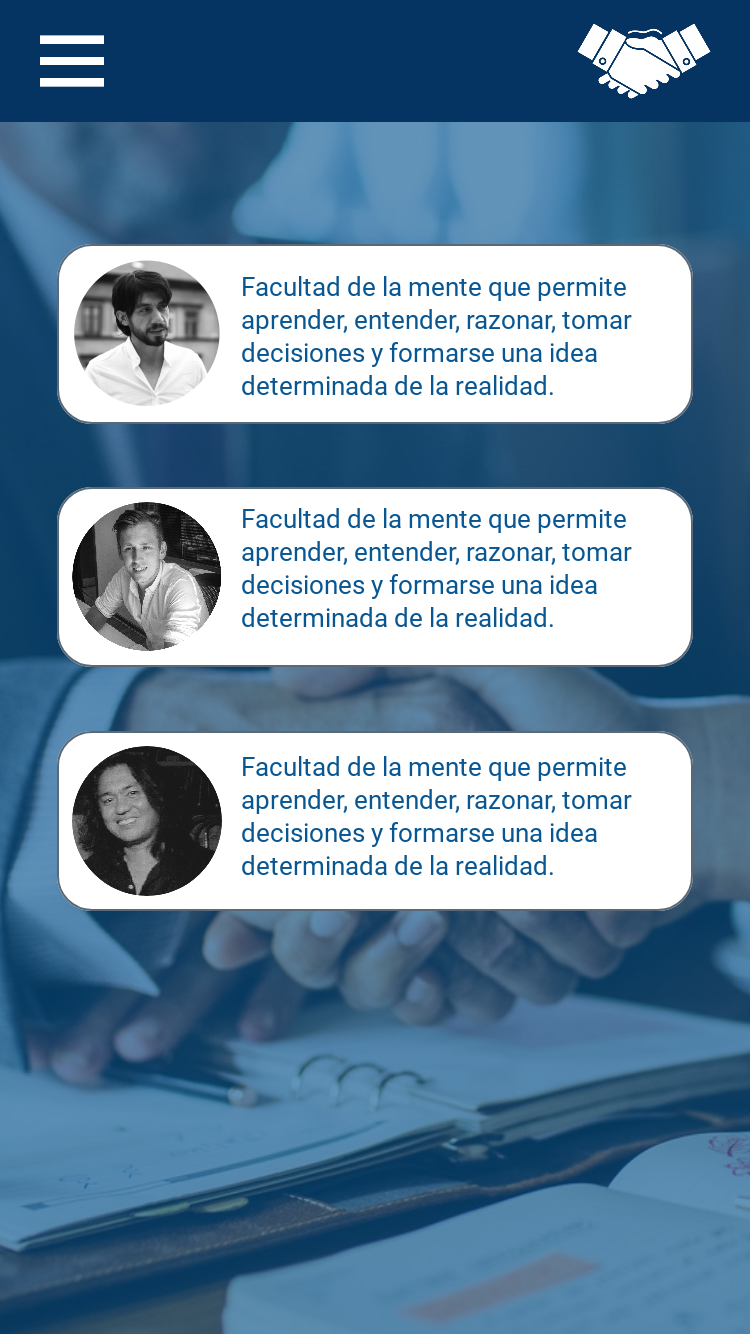 Facultad de la mente que permite
aprender, entender, razonar, tomar
decisiones y formarse una idea
determinada de la realidad.
Facultad de la mente que permite
aprender, entender, razonar, tomar
decisiones y formarse una idea
determinada de la realidad.
Facultad de la mente que permite
aprender, entender, razonar, tomar
decisiones y formarse una idea
determinada de la realidad.